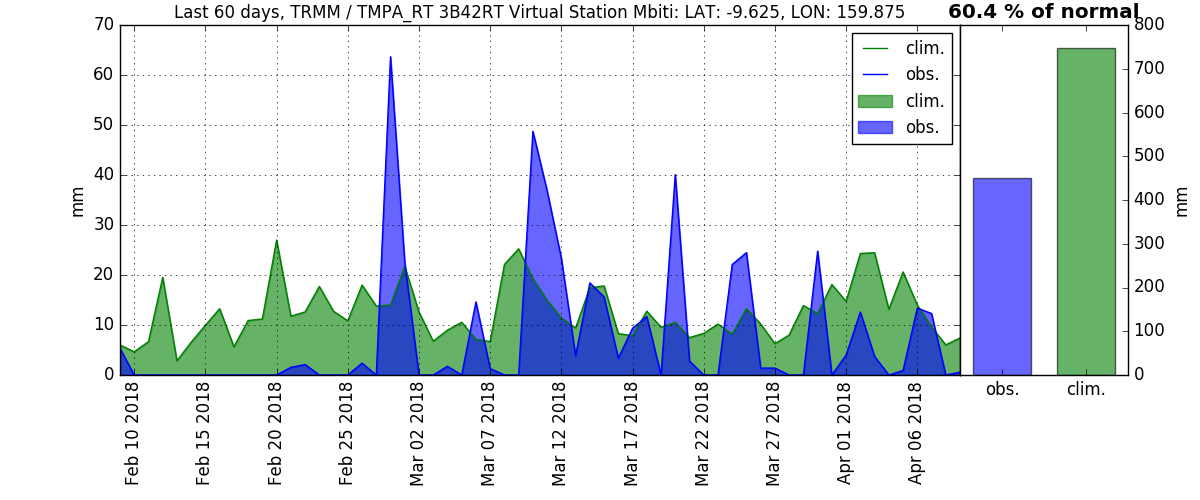 Last 60 days, TRMM / TMPA_RT 3B42RT Virtual Station Mbiti: LAT: -9.625, LON: 159.875
60.4 % of normal
70
60
50
40
30
20
10
0
mm
clim.
obs.
clim.
obs.
800
700
600
500
400
300
200
100
0
mm
obs.
clim.
Feb 10 2018
Feb 15 2018
Feb 20 2018
Feb 25 2018
Mar 02 2018
Mar 07 2018
Mar 12 2018
Mar 17 2018
Mar 22 2018
Mar 27 2018
Apr 01 2018
Apr 06 2018